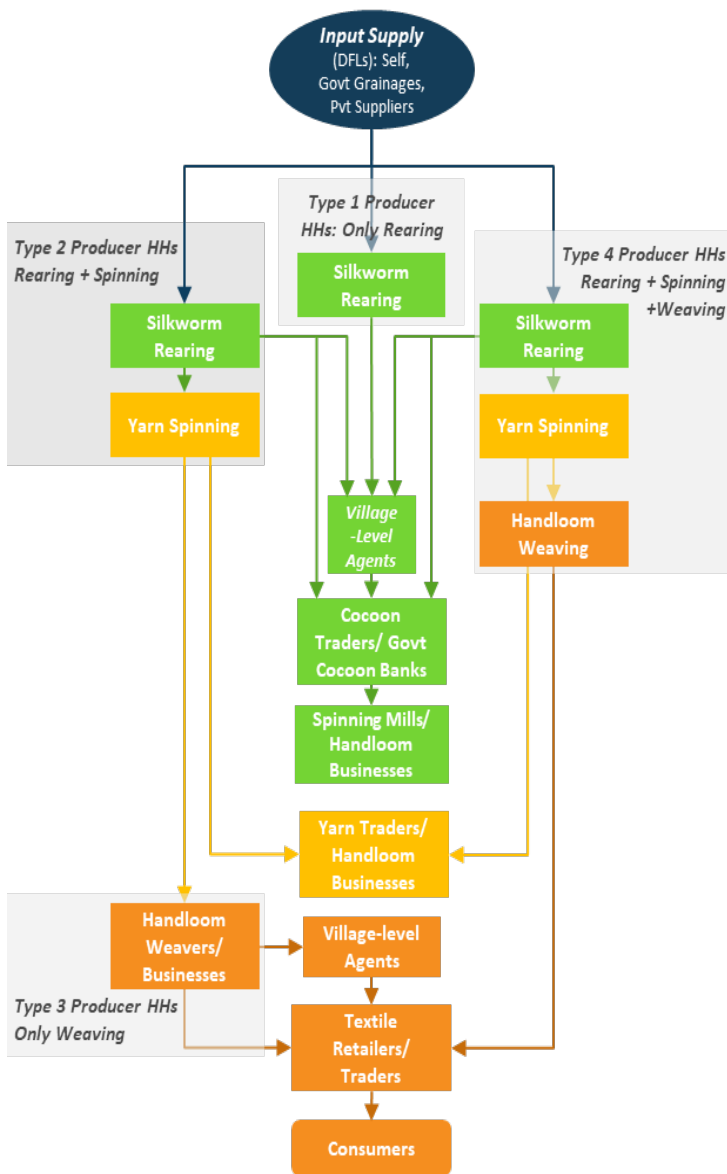 Input Supply
(DFLs): Self,
Govt Grainages,
Pvt Suppliers
Type 1 Producer
HHs: Only Rearing
Type 2 Producer HHs
Rearing + Spinning
Type 4 Producer HHs
Rearing + Spinning
+Weaving
Silkworm
Rearing
Silkworm
Rearing
Silkworm
Rearing
Yarn Spinning
Yarn Spinning
Village
-Level
Agents
Handloom
Weaving
Cocoon
Traders/ Govt
Cocoon Banks
Spinning Mills/
Handloom
Businesses
Yarn Traders/
Handloom
Businesses
Handloom
Weavers/
Businesses
Village-level
Agents
Type 3 Producer HHs
Only Weaving
Textile
Retailers/
Traders
Consumers